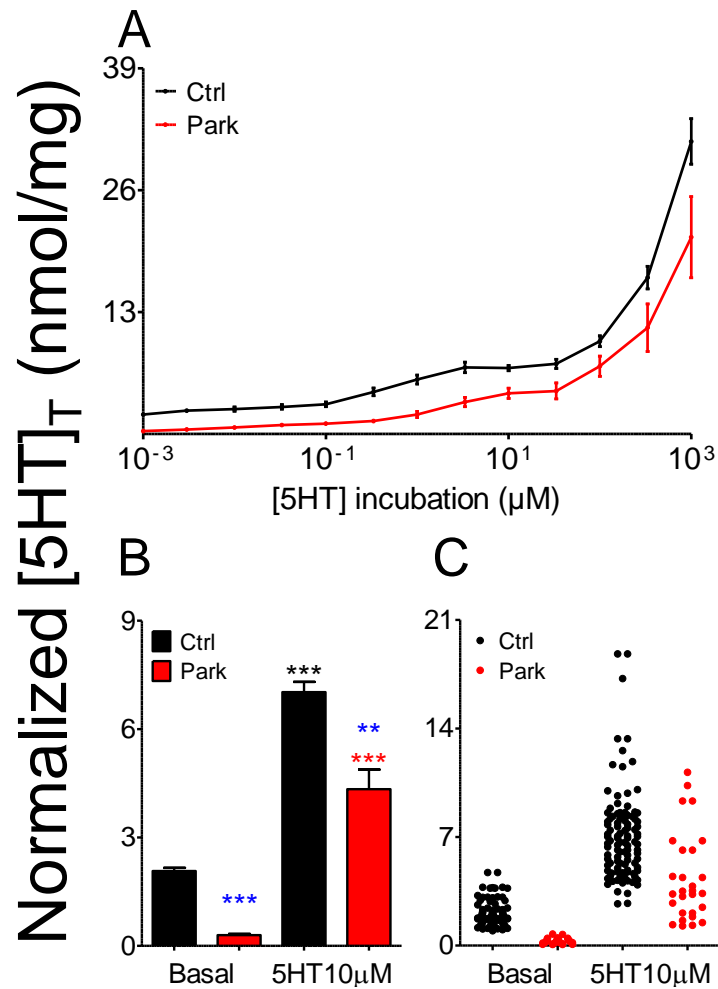 Normalized [5HT]T (nmol/mg)
A
39
Ctrl
Park
26
13
10-3 10-1 101 103
[5HT] incubation (µM)
B
9
Ctrl
Park
***
6
**
***
3
***
0
Basal 5HT10µM
C
21
Ctrl
Park
14
7
0
Basal 5HT10µM